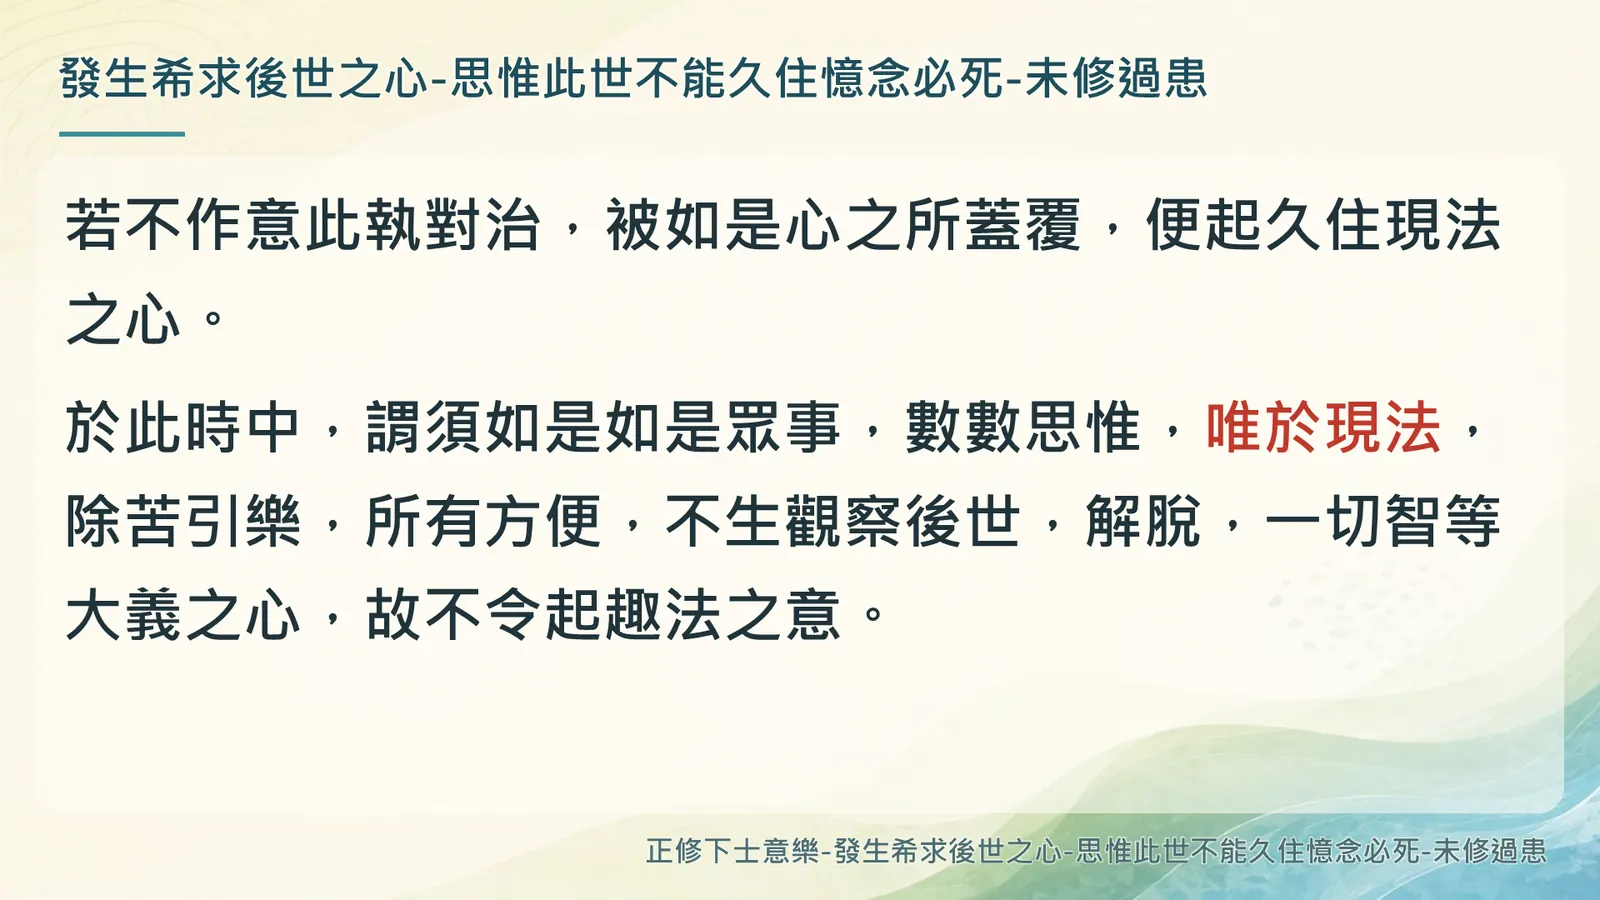 發生希求後世之心-思惟此世不能久住憶念必死-未修過患
若不作意此執對治，被如是心之所蓋覆，便起久住現法
之心。
於此時中，謂須如是如是眾事，數數思惟，唯於現法，
除苦引樂，所有方便，不生觀察後世，解脫，一切智等
大義之心，故不令起趣法之意。
正修下士意樂-發生希求後世之心-思惟此世不能久住憶念必死-未修過患